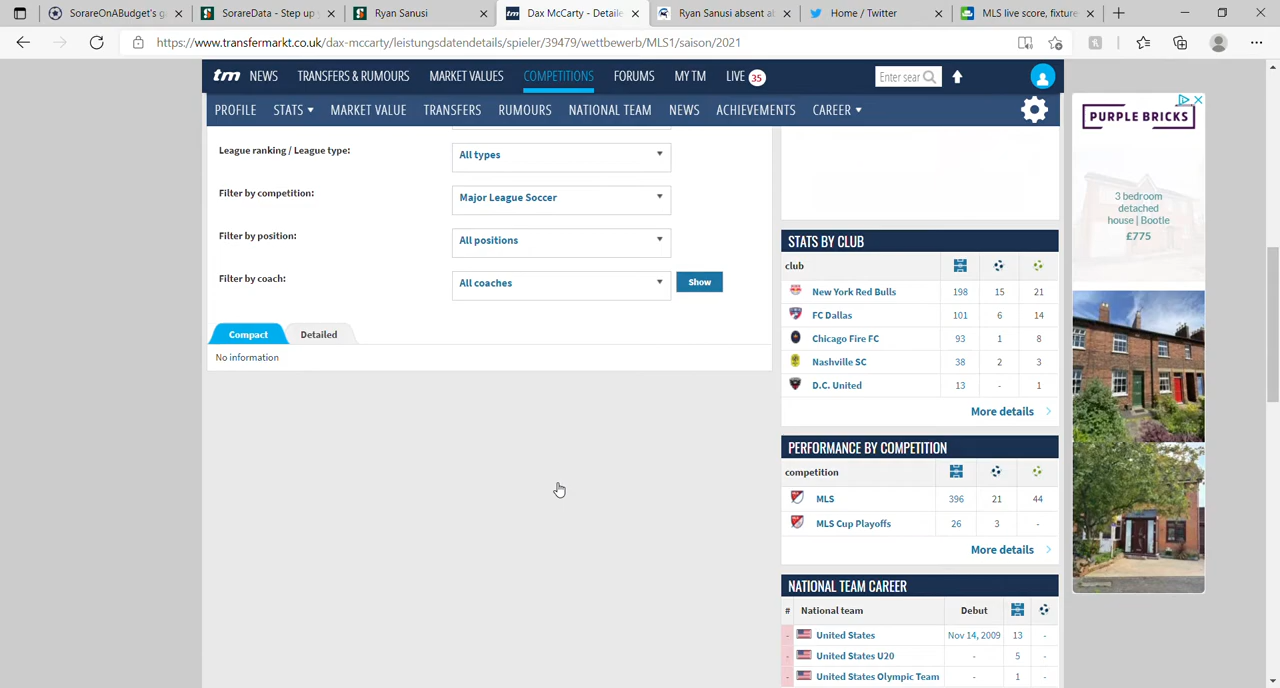 SorareOnABudget's g
SorareData - Step up
Ryan Sanusi
Dax McCarty - Detaile
Ryan Sanusi absent a
Home / Twitter
MLS live score, fixture
https://www.transfermarkt.co.uk/dax-mccarty/leistungsdatendetails/spieler/39479/wettbewerb/MLS1/saison/2021
tm NEWS TRANSFERS & RUMOURS MARKET VALUES COMPETITIONS FORUMS MY TM LIVE 35 Enter sear
PROFILE STATS MARKET VALUE TRANSFERS RUMOURS NATIONAL TEAM NEWS ACHIEVEMENTS CAREER
League ranking / League type: All types
Filter by competition: Major League Soccer
Filter by position: All positions
Filter by coach: All coaches Show
Compact Detailed
No information
STATS BY CLUB
club
New York Red Bulls 198 15 21
FC Dallas 101 6 14
Chicago Fire FC 93 1 8
Nashville SC 38 2 3
D.C. United 13 - 1
More details
PERFORMANCE BY COMPETITION
competition
MLS 396 21 44
MLS Cup Playoffs 26 3 -
More details
NATIONAL TEAM CAREER
# National team Debut
- United States Nov 14, 2009 13 -
- United States U20 - 5 -
- United States Olympic Team - 1 -
PURPLE BRICKS
3 bedroom
detached
house | Bootle
£775